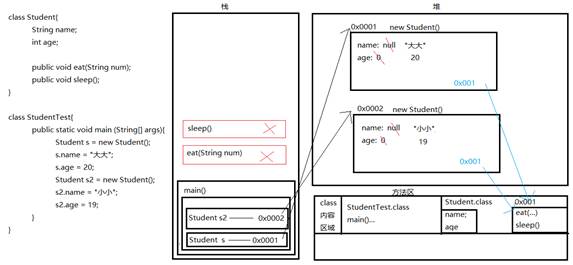 class Student{
String name;
int age;
public void eat(String num);
public void sleep();
}
class StudentTest{
public static void main (String[] args){
Student s = new Student();
s.name = "大大";
s.age = 20;
Student s2 = new Student();
s2.name = "小小";
s2.age = 19;
}
}
栈
sleep()
eat(String num)
main()
Student s2
0x0002
Student s
0x0001
堆
0x0001 new Student()
name: null "大大"
age: 0 20
0x001
0x0002 new Student()
name: null "小小"
age: 0 19
0x001
方法区
class
内容
区域
StudentTest.class
main()...
Student.class
name;
age
0x001
eat(...)
sleep()